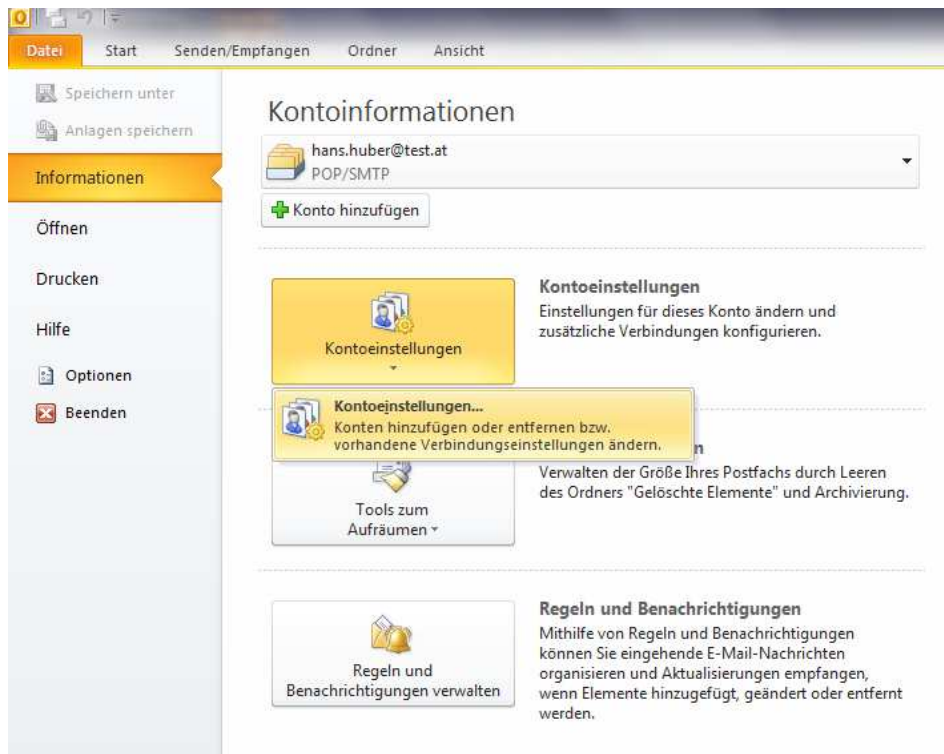 Datei Start Senden/Empfangen Ordner Ansicht
Speichern unter
Anlagen speichern
Informationen
Öffnen
Drucken
Hilfe
Optionen
Beenden
Kontoinformationen
hans.huber@test.at
POP/SMTP
Konto hinzufügen
Kontoeinstellungen
Kontoeinstellungen
Einstellungen für dieses Konto ändern und
zusätzliche Verbindungen konfigurieren.
Kontoeinstellungen...
Konten hinzufügen oder entfernen bzw.
vorhandene Verbindungseinstellungen ändern.
Tools zum
Aufräumen
n
Verwalten der Größe Ihres Postfachs durch Leeren
des Ordners "Gelöschte Elemente" und Archivierung.
Regeln und
Benachrichtigungen verwalten
Regeln und Benachrichtigungen
Mithilfe von Regeln und Benachrichtigungen
können Sie eingehende E-Mail-Nachrichten
organisieren und Aktualisierungen empfangen,
wenn Elemente hinzugefügt, geändert oder entfernt
werden.